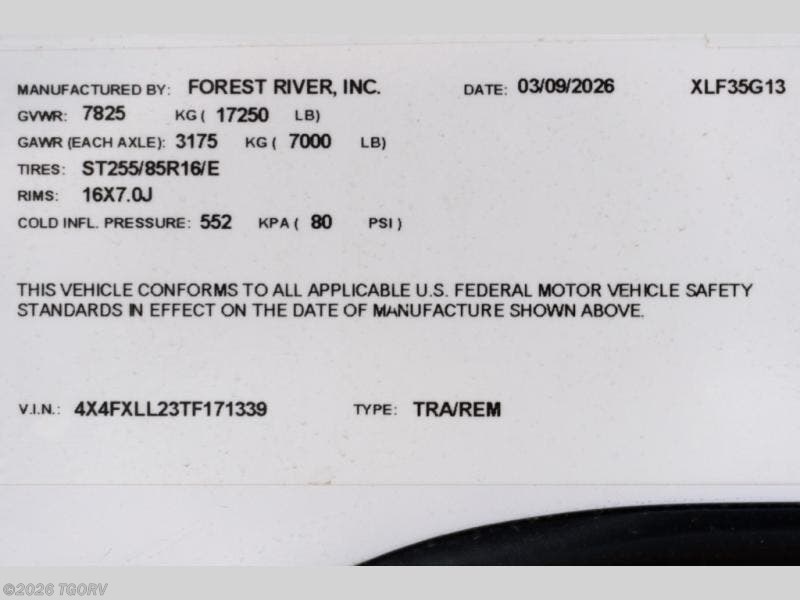 MANUFACTURED BY: FOREST RIVER, INC. DATE: 03/09/2026 XLF35G13
GVWR: 7825 KG ( 17250 LB)
GAWR (EACH AXLE): 3175 KG ( 7000 LB)
TIRES: ST255/85R16/E
RIMS: 16X7.0J
COLD INFL. PRESSURE: 552 KPA ( 80 PSI )
THIS VEHICLE CONFORMS TO ALL APPLICABLE U.S. FEDERAL MOTOR VEHICLE SAFETY
STANDARDS IN EFFECT ON THE DATE OF MANUFACTURE SHOWN ABOVE.
V.I.N.: 4X4FXLL23TF171339 TYPE: TRA/REM
©2026 TGORV